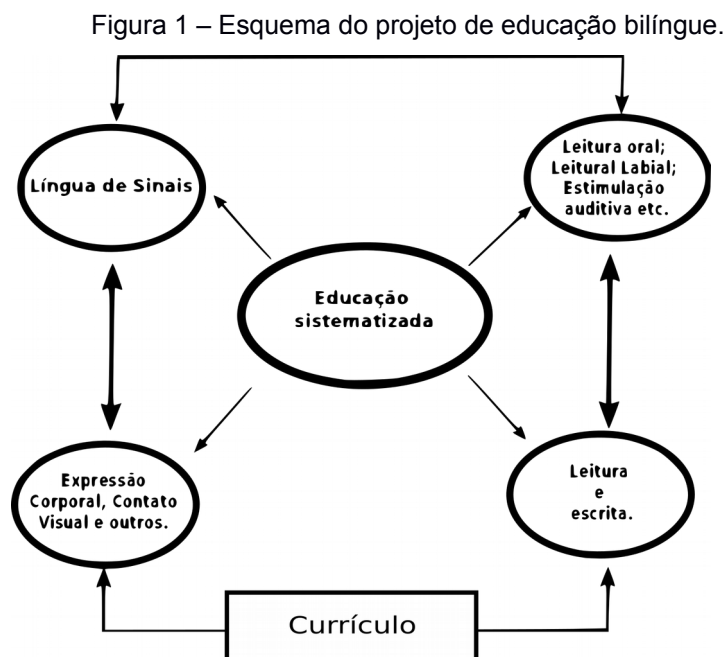 Figura 1 – Esquema do projeto de educação bilíngue.
Língua de Sinais
Leitura oral;
Leitural Labial;
Estimulação
auditiva etc.
Educação
sistematizada
Expressão
Corporal, Contato
Visual e outros.
Leitura
e
escrita.
Currículo